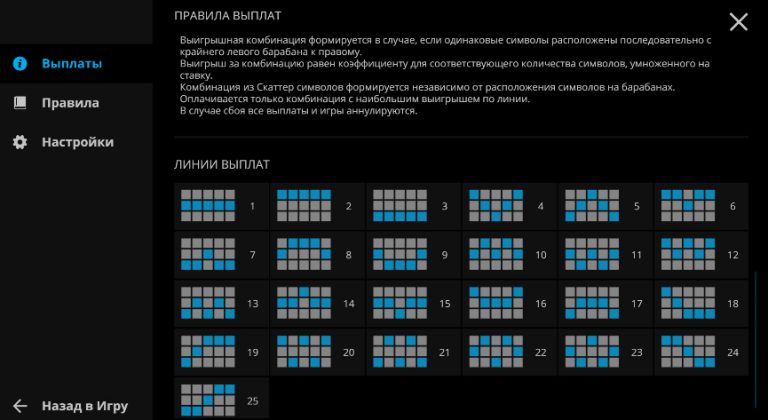 ПРАВИЛА ВЫПЛАТ
Выигрышная комбинация формируется в случае, если одинаковые символы расположены последовательно с
крайнего левого барабана к правому.
Выигрыш за комбинацию равен коэффициенту для соответствующего количества символов, умноженного на
ставку.
Комбинация из Скаттер символов формируется независимо от расположения символов на барабанах.
Оплачивается только комбинация с наибольшим выигрышем по линии.
В случае сбоя все выплаты и игры аннулируются.
Выплаты
Правила
Настройки
Назад в Игру
ЛИНИИ ВЫПЛАТ
1 2 3 4 5 6
7 8 9 10 11 12
13 14 15 16 17 18
19 20 21 22 23 24
25